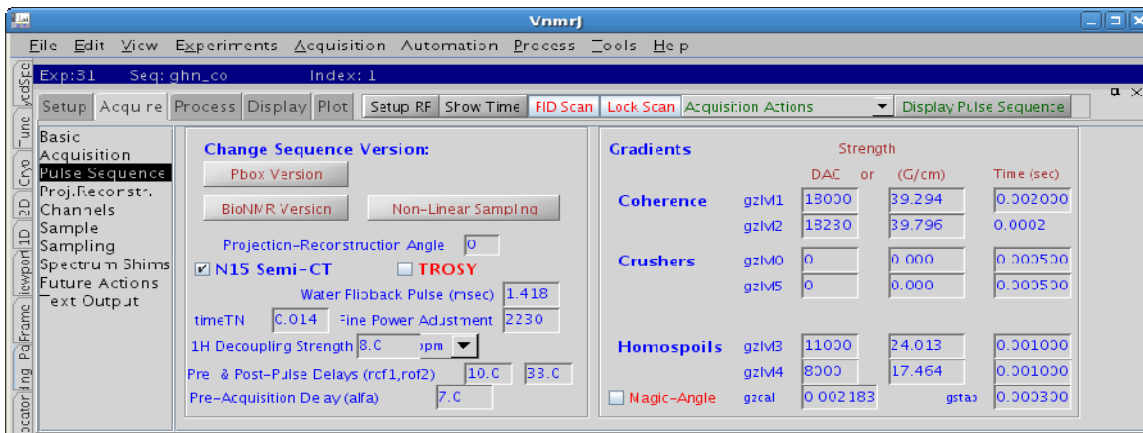 VnmrJ
File Edit View Experiments Acquisition Automation Process Tools Help
Exp:31 Seq: ghn_co Index: 1
Setup Acquire Process Display Plot Setup RF Show Time FID Scan Lock Scan Acquisition Actions Display Pulse Sequence
Basic
Acquisition
Pulse Sequence
Proj.Reconstr.
Channels
Sample
Sampling
Spectrum Shims
Future Actions
Text Output
Change Sequence Version:
Pbox Version
BioNMR Version Non-Linear Sampling
Projection-Reconstruction Angle 0
N15 Semi-CT TROSY
Water Flipback Pulse (msec) 1.418
timeTN 0.014 Fine Power Adustment 2230
1H Decoupling Strength 8.0 ppm
Pre & Post-Pulse Delays (rof1,rof2) 10.0 33.0
Pre-Acquisition Delay (alfa) 7.0
Gradients Strength
DAC or (G/cm) Time (sec)
Coherence gzlvl1 18000 39.294 0.002000
gzlvl2 18230 39.796 0.0002
Crushers gzlvl0 0 0.000 0.000500
gzlvl5 0 0.000 0.000500
Homospoils gzlvl3 11000 24.013 0.001000
gzlvl4 8000 17.464 0.001000
Magic-Angle gzcal 0.002183 gstab 0.000300
Cryo
2D
1D